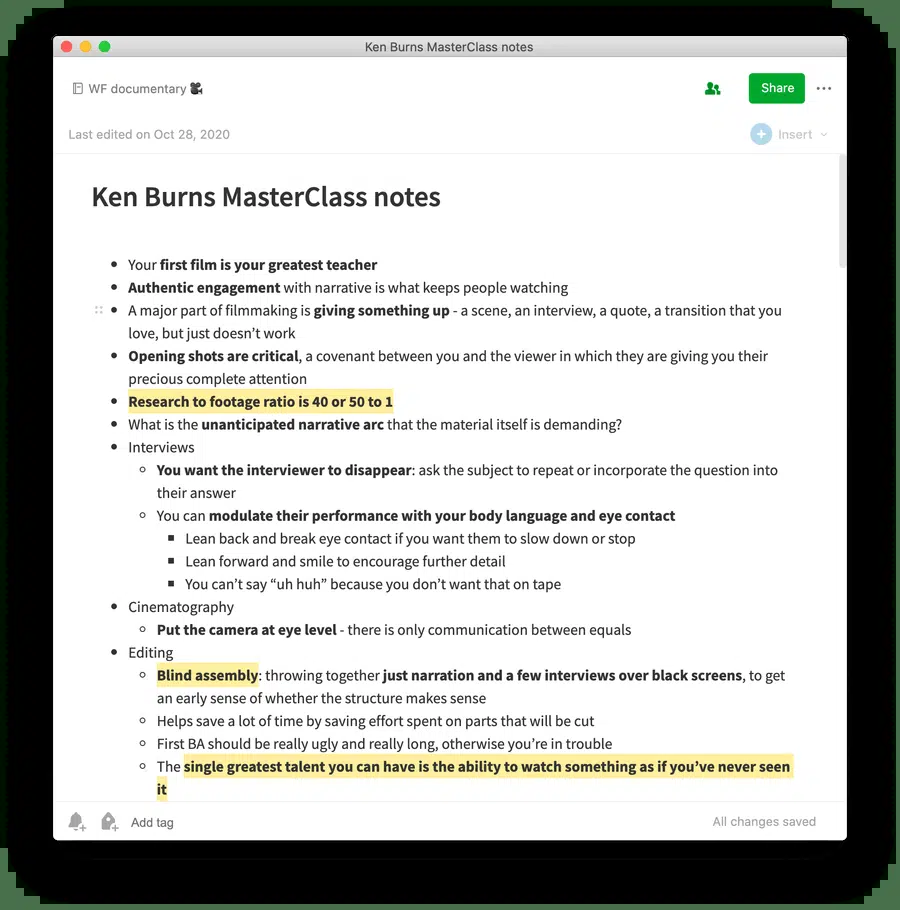 Ken Burns MasterClass notes
WF documentary 🎥
Share
Last edited on Oct 28, 2020
Insert
Ken Burns MasterClass notes
Your first film is your greatest teacher
Authentic engagement with narrative is what keeps people watching
A major part of filmmaking is giving something up - a scene, an interview, a quote, a transition that you
love, but just doesn’t work
Opening shots are critical, a covenant between you and the viewer in which they are giving you their
precious complete attention
Research to footage ratio is 40 or 50 to 1
What is the unanticipated narrative arc that the material itself is demanding?
Interviews
You want the interviewer to disappear: ask the subject to repeat or incorporate the question into
their answer
You can modulate their performance with your body language and eye contact
Lean back and break eye contact if you want them to slow down or stop
Lean forward and smile to encourage further detail
You can’t say “uh huh” because you don’t want that on tape
Cinematography
Put the camera at eye level - there is only communication between equals
Editing
Blind assembly: throwing together just narration and a few interviews over black screens, to get
an early sense of whether the structure makes sense
Helps save a lot of time by saving effort spent on parts that will be cut
First BA should be really ugly and really long, otherwise you’re in trouble
The single greatest talent you can have is the ability to watch something as if you’ve never seen
it
Add tag
All changes saved